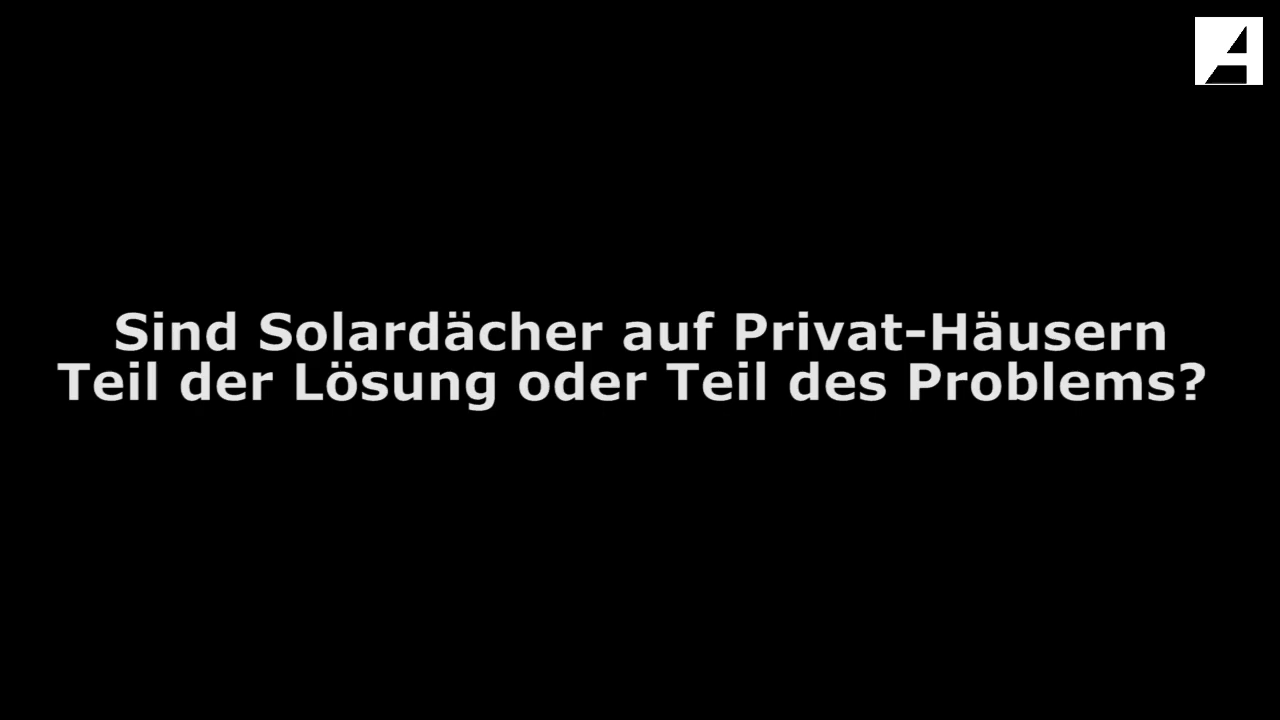 A
Sind Solardächer auf Privat-Häusern
Teil der Lösung oder Teil des Problems?